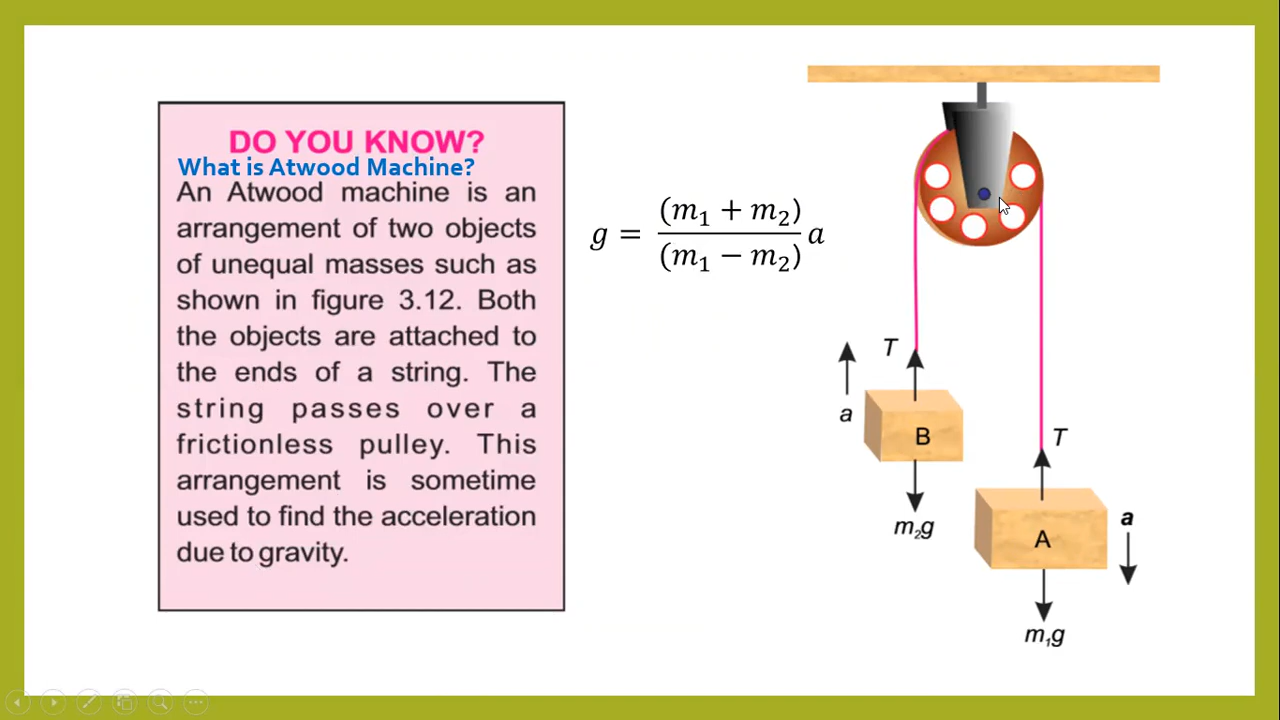 DO YOU KNOW?
What is Atwood Machine?
An Atwood machine is an
arrangement of two objects
of unequal masses such as
shown in figure 3.12. Both
the objects are attached to
the ends of a string. The
string passes over a
frictionless pulley. This
arrangement is sometime
used to find the acceleration
due to gravity.
g = (m₁ + m₂)/(m₁ − m₂) a
T
a
B
m₂g
T
A
a
m₁g